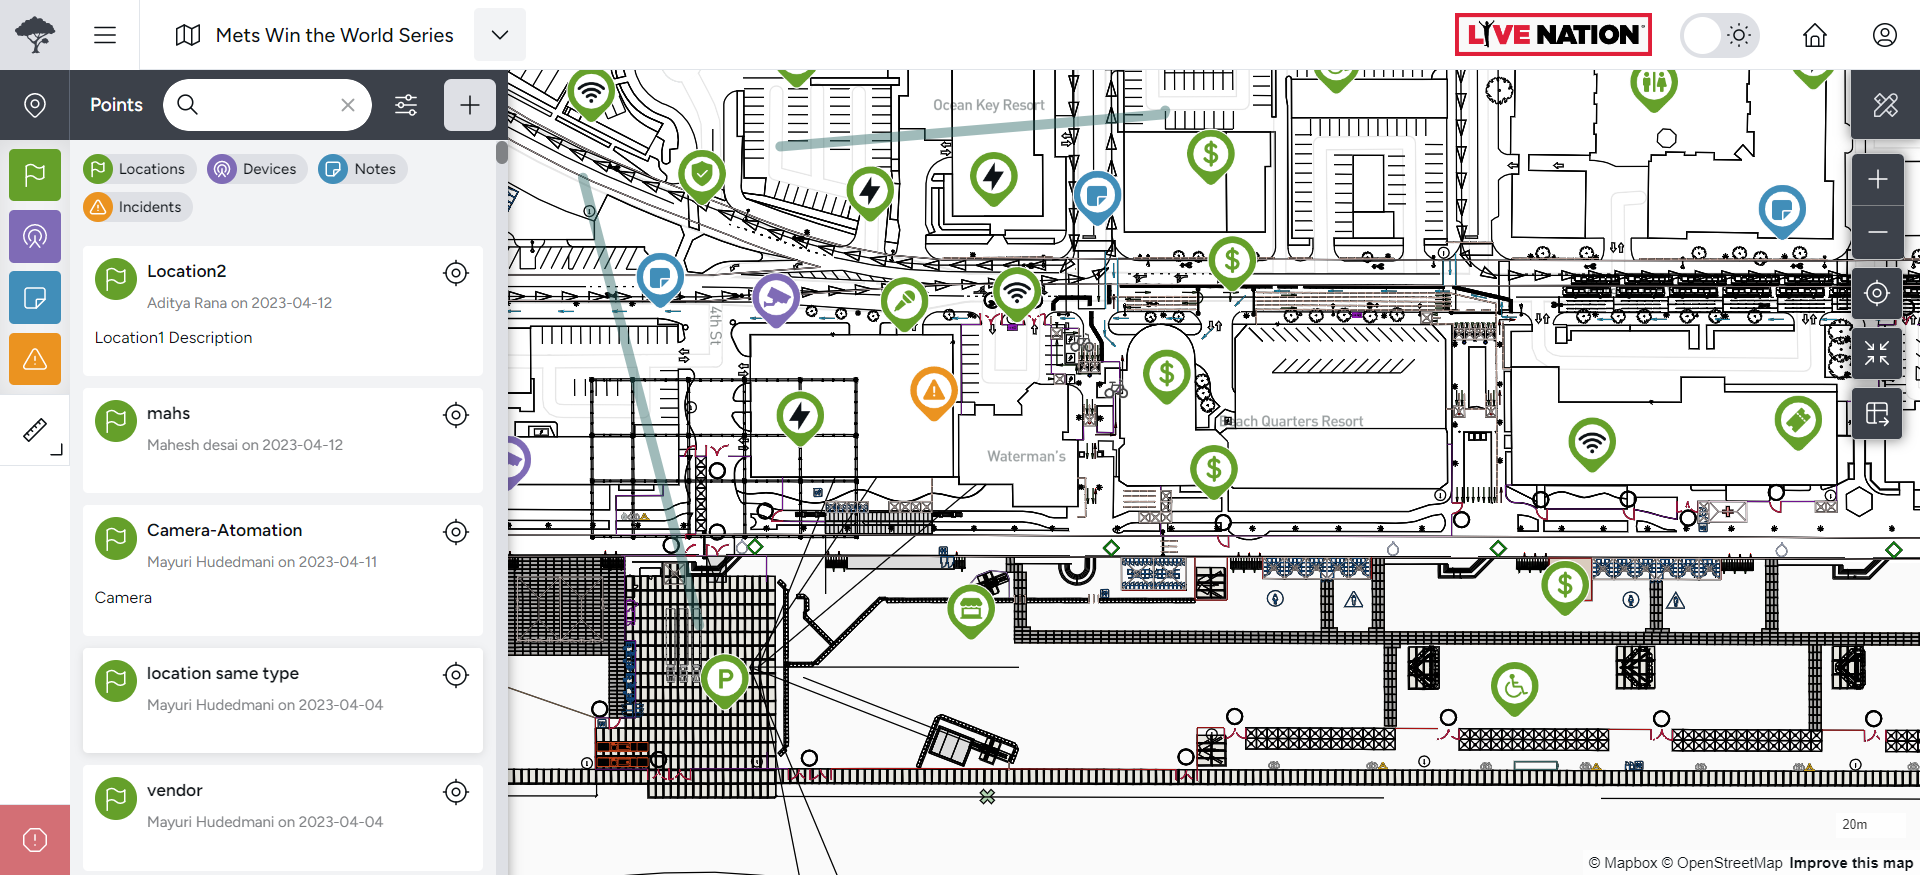 Mets Win the World Series
LIVE NATION
Points
Locations
Devices
Notes
Incidents
Location2
Aditya Rana on 2023-04-12
Location1 Description
mahs
Mahesh desai on 2023-04-12
Camera-Atomation
Mayuri Hudedmani on 2023-04-11
Camera
location same type
Mayuri Hudedmani on 2023-04-04
vendor
Mayuri Hudedmani on 2023-04-04
Ocean Key Resort
4th St
Beach Quarters Resort
Waterman's
P
20m
© Mapbox © OpenStreetMap Improve this map